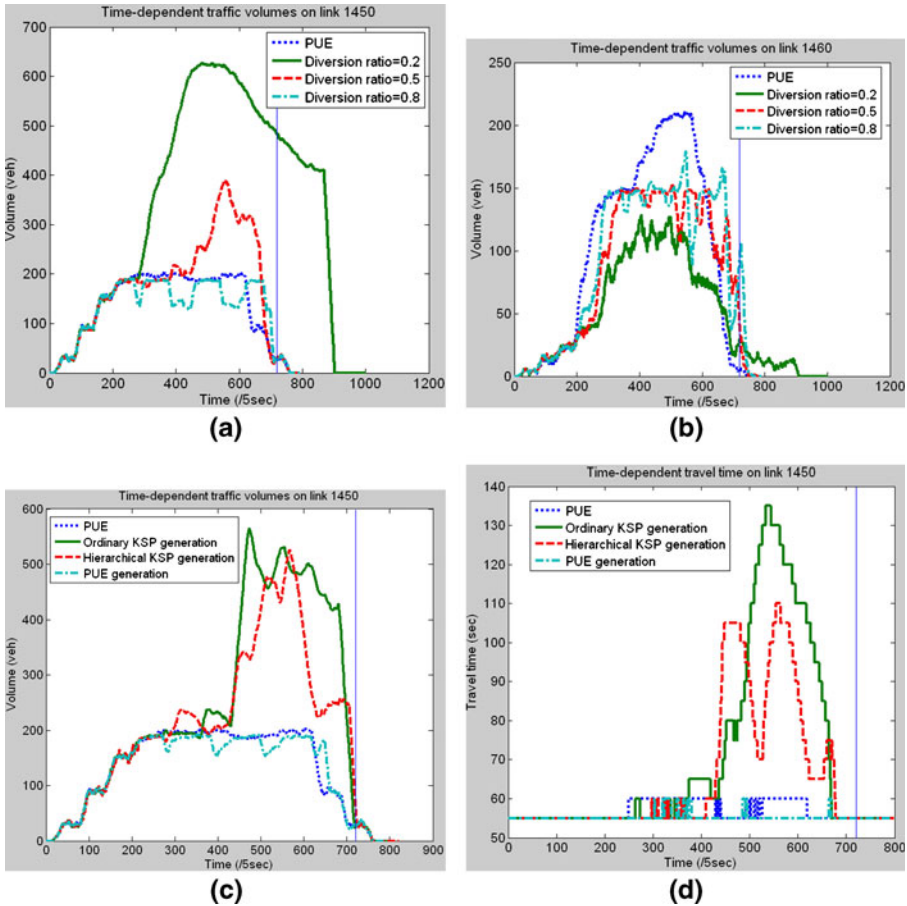 Time-dependent traffic volumes on link 1450
700
600
500
400
300
200
100
0
Volume (veh)
PUE
Diversion ratio=0.2
Diversion ratio=0.5
Diversion ratio=0.8
0 200 400 600 800 1000 1200
Time (/5sec)
(a)
Time-dependent traffic volumes on link 1460
250
200
150
100
50
0
Volume (veh)
PUE
Diversion ratio=0.2
Diversion ratio=0.5
Diversion ratio=0.8
0 200 400 600 800 1000 1200
Time (/5sec)
(b)
Time-dependent traffic volumes on link 1450
600
500
400
300
200
100
0
Volume (veh)
PUE
Ordinary KSP generation
Hierarchical KSP generation
PUE generation
0 100 200 300 400 500 600 700 800 900
Time (/5sec)
(c)
Time-dependent travel time on link 1450
140
130
120
110
100
90
80
70
60
50
Travel time (sec)
PUE
Ordinary KSP generation
Hierarchical KSP generation
PUE generation
0 100 200 300 400 500 600 700 800
Time (/5sec)
(d)